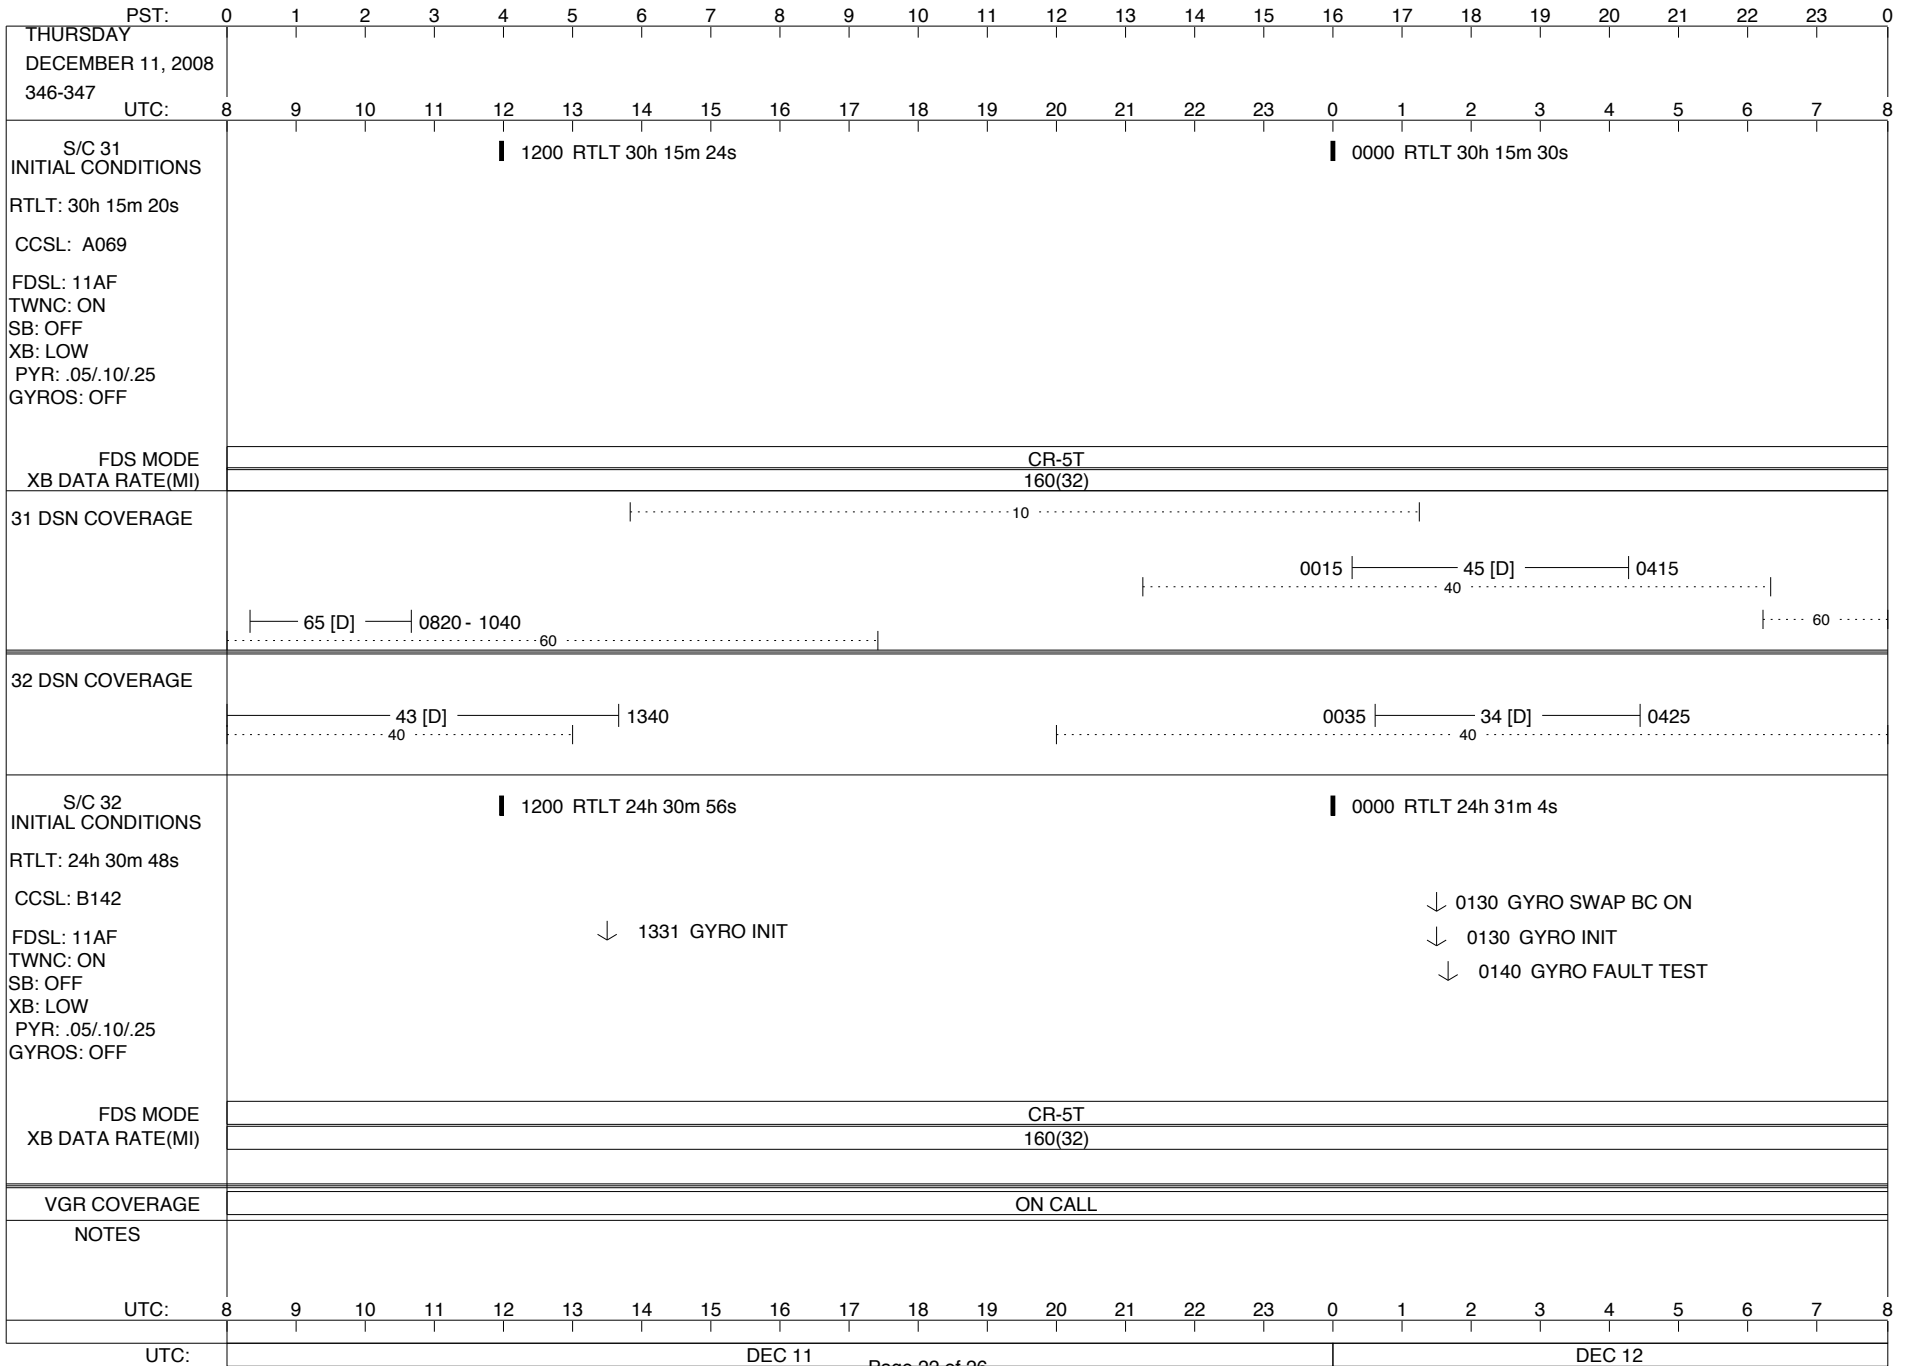 PST: 0 1 2 3 4 5 6 7 8 9 10 11 12 13 14 15 16 17 18 19 20 21 22 23 0
THURSDAY
DECEMBER 11, 2008
346-347
UTC: 8 9 10 11 12 13 14 15 16 17 18 19 20 21 22 23 0 1 2 3 4 5 6 7 8
S/C 31
INITIAL CONDITIONS
1200 RTLT 30h 15m 24s
0000 RTLT 30h 15m 30s
RTLT: 30h 15m 20s
CCSL: A069
FDSL: 11AF
TWNC: ON
SB: OFF
XB: LOW
PYR: .05/.10/.25
GYROS: OFF
FDS MODE CR-5T
XB DATA RATE(MI) 160(32)
31 DSN COVERAGE
10
0015 45 [D] 0415
40
65 [D] 0820 - 1040
60
60
32 DSN COVERAGE
43 [D] 1340
40
0035 34 [D] 0425
40
S/C 32
INITIAL CONDITIONS
1200 RTLT 24h 30m 56s
0000 RTLT 24h 31m 4s
RTLT: 24h 30m 48s
CCSL: B142
FDSL: 11AF
TWNC: ON
SB: OFF
XB: LOW
PYR: .05/.10/.25
GYROS: OFF
1331 GYRO INIT
0130 GYRO SWAP BC ON
0130 GYRO INIT
0140 GYRO FAULT TEST
FDS MODE CR-5T
XB DATA RATE(MI) 160(32)
VGR COVERAGE ON CALL
NOTES
UTC: 8 9 10 11 12 13 14 15 16 17 18 19 20 21 22 23 0 1 2 3 4 5 6 7 8
UTC: DEC 11 DEC 12
Page 22 of 26